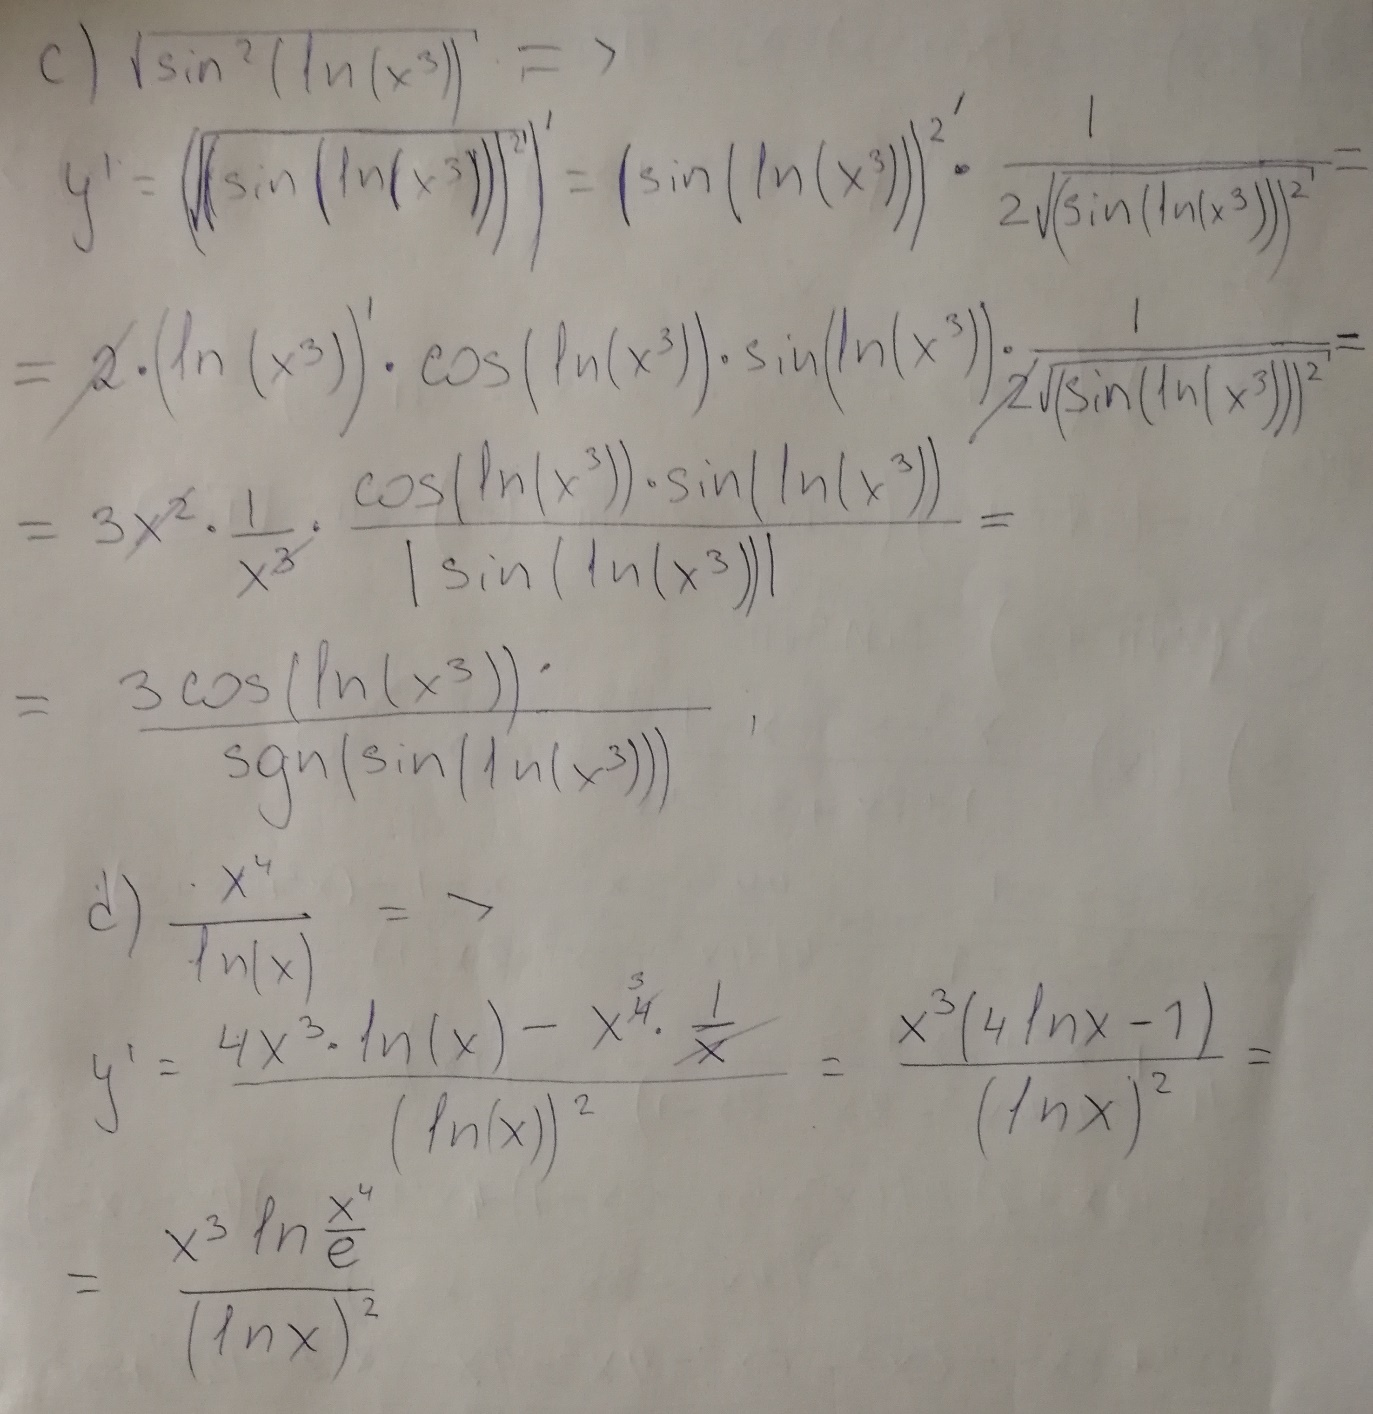 c) √(sin²(ln(x³))) =>
y' = (√((sin(ln(x³)))²))' = (sin(ln(x³)))²' · 1/(2√((sin(ln(x³)))²)) =
= 2·(ln(x³))' · cos(ln(x³))·sin(ln(x³))· 1/(2√((sin(ln(x³)))²)) =
= 3x² · 1/x³ · (cos(ln(x³))·sin(ln(x³)))/|sin(ln(x³))| =
= (3cos(ln(x³))·)/(sgn(sin(ln(x³)))) ;
d) x⁴/ln(x) =>
y' = (4x³·ln(x) - x⁴ ³· 1/x)/(ln(x))² = (x³(4lnx-1))/(lnx)² =
= (x³ ln x⁴/e)/(lnx)²